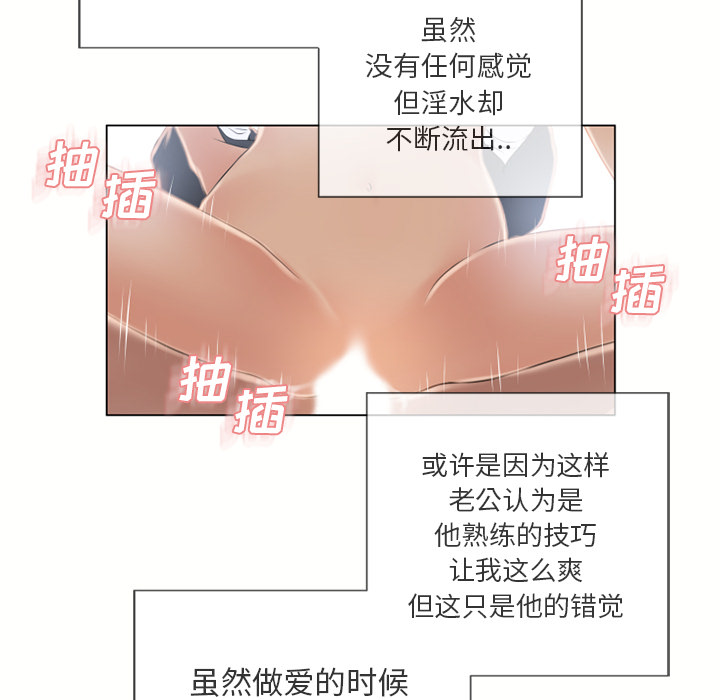 虽然
没有任何感觉
但淫水却
不断流出..
抽
插
抽
插
抽
插
或许是因为这样
老公认为是
他熟练的技巧
让我这么爽
但这只是他的错觉
虽然做爱的时候